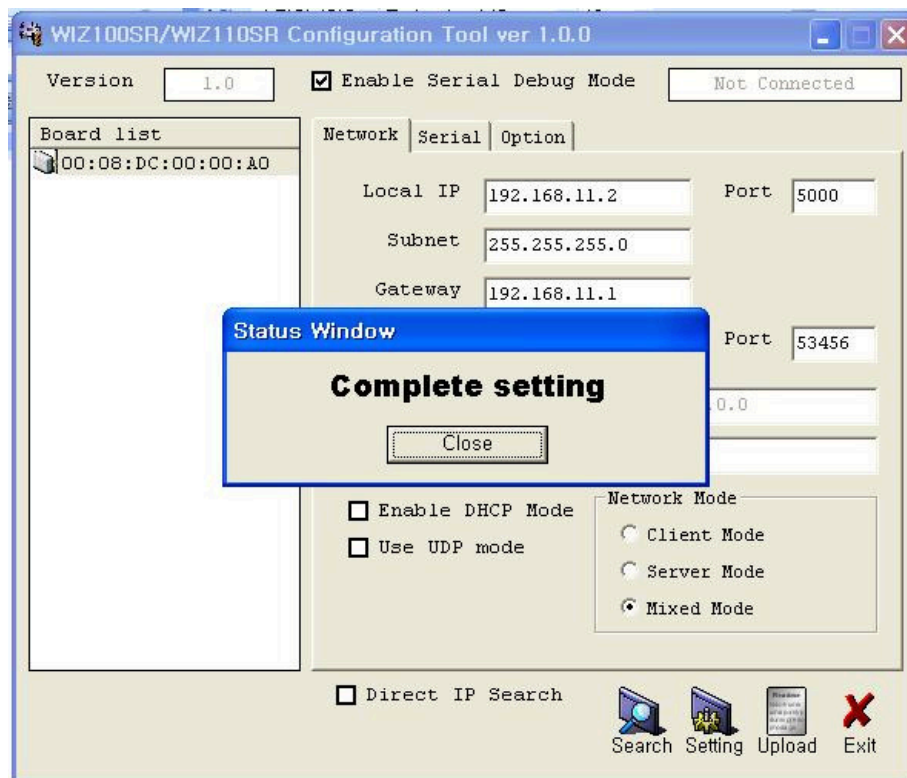 WIZ100SR/WIZ110SR Configuration Tool ver 1.0.0
Version 1.0 Enable Serial Debug Mode Not Connected
Board list
00:08:DC:00:00:A0
Network Serial Option
Local IP 192.168.11.2 Port 5000
Subnet 255.255.255.0
Gateway 192.168.11.1
Port 53456
Status Window
Complete setting
Close
.0.0
Enable DHCP Mode
Use UDP mode
Network Mode
Client Mode
Server Mode
Mixed Mode
Direct IP Search
Search Setting Upload Exit